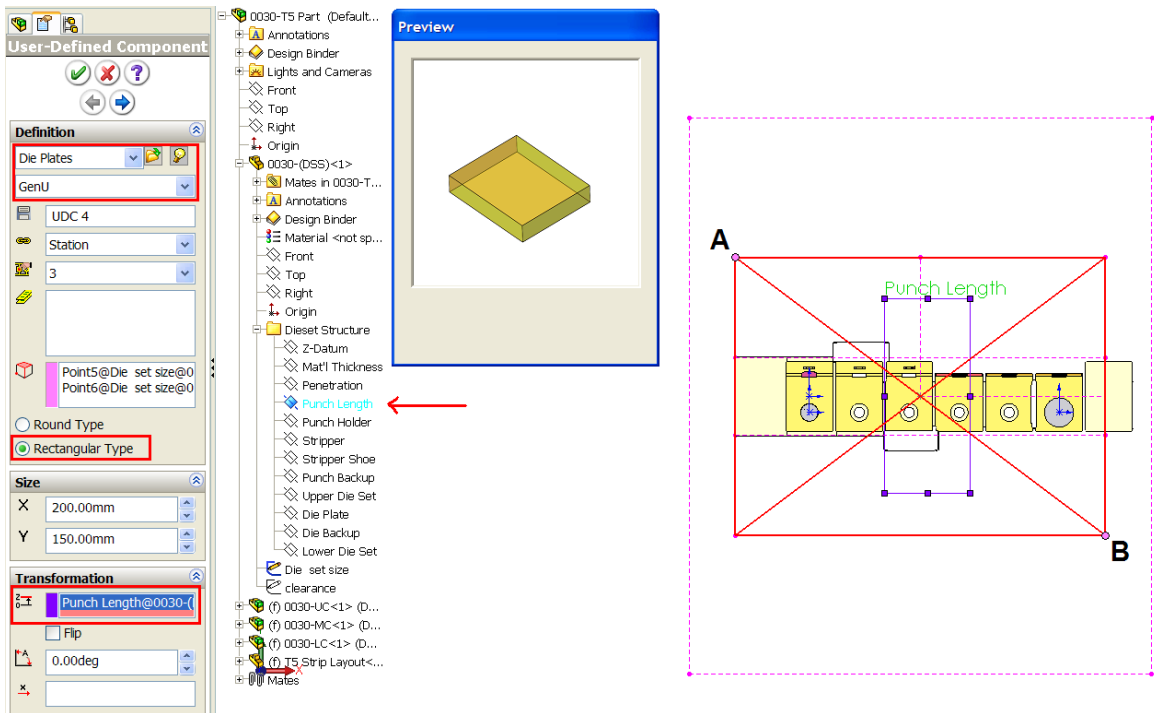 User-Defined Component
Definition
Die Plates
GenU
UDC 4
Station
3
Point5@Die set size@0
Point6@Die set size@0
Round Type
Rectangular Type
Size
X 200.00mm
Y 150.00mm
Transformation
Punch Length@0030-(
Flip
0.00deg
0030-T5 Part (Default...
Annotations
Design Binder
Lights and Cameras
Front
Top
Right
Origin
0030-(DSS)<1>
Mates in 0030-T...
Annotations
Design Binder
Material <not sp...
Front
Top
Right
Origin
Dieset Structure
Z-Datum
Mat'l Thickness
Penetration
Punch Length
Punch Holder
Stripper
Stripper Shoe
Punch Backup
Upper Die Set
Die Plate
Die Backup
Lower Die Set
Die set size
clearance
(f) 0030-UC<1> (D...
(f) 0030-MC<1> (D...
(f) 0030-LC<1> (D...
(f) T5 Strip Layout<...
X
Mates
Preview
A
Punch Length
B